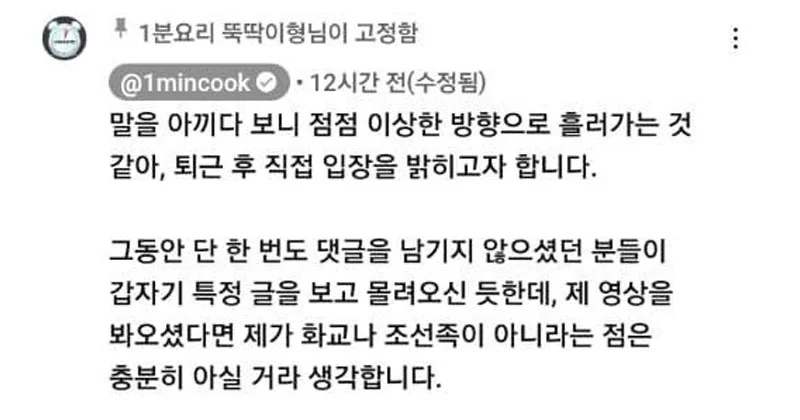 1분요리 뚝딱이형님이 고정함
@1mincook • 12시간 전(수정됨)
말을 아끼다 보니 점점 이상한 방향으로 흘러가는 것
같아, 퇴근 후 직접 입장을 밝히고자 합니다.
그동안 단 한 번도 댓글을 남기지 않으셨던 분들이
갑자기 특정 글을 보고 몰려오신 듯한데, 제 영상을
봐오셨다면 제가 화교나 조선족이 아니라는 점은
충분히 아실 거라 생각합니다.